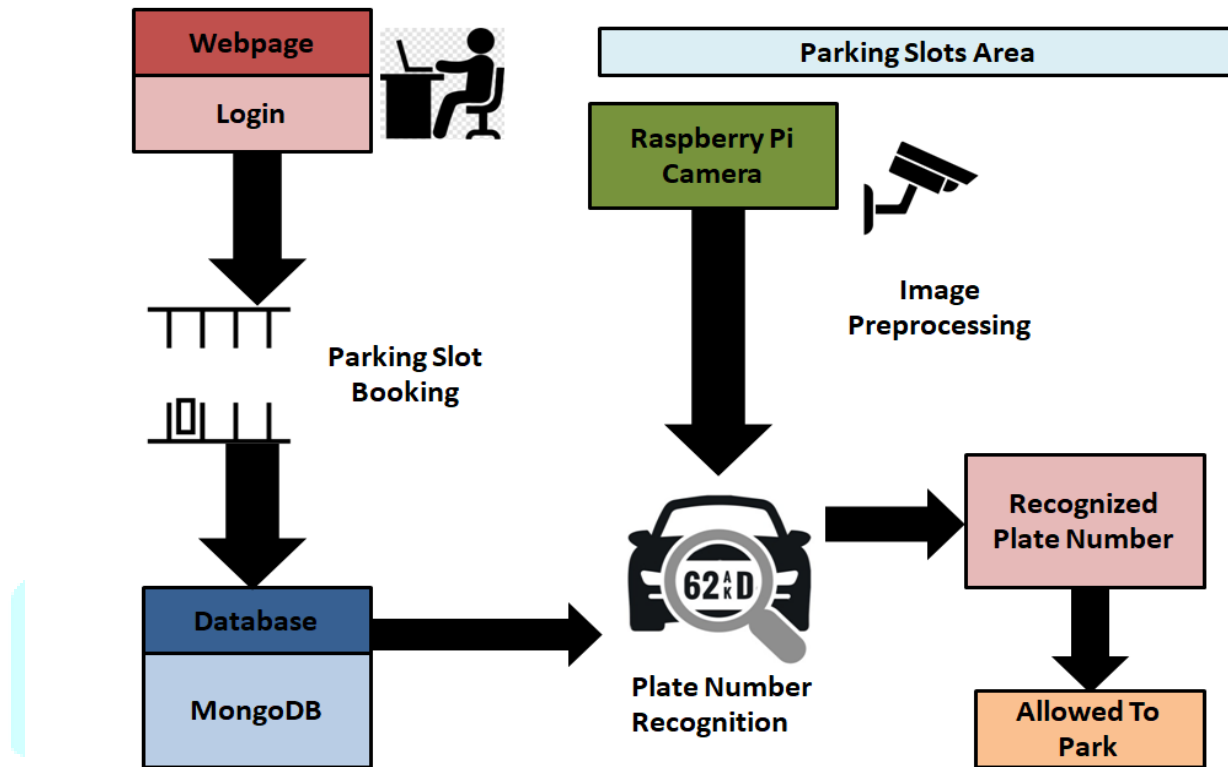 Webpage
Login
Parking Slot
Booking
Database
MongoDB
Parking Slots Area
Raspberry Pi
Camera
Image
Preprocessing
62 A K D
Plate Number
Recognition
Recognized
Plate Number
Allowed To
Park